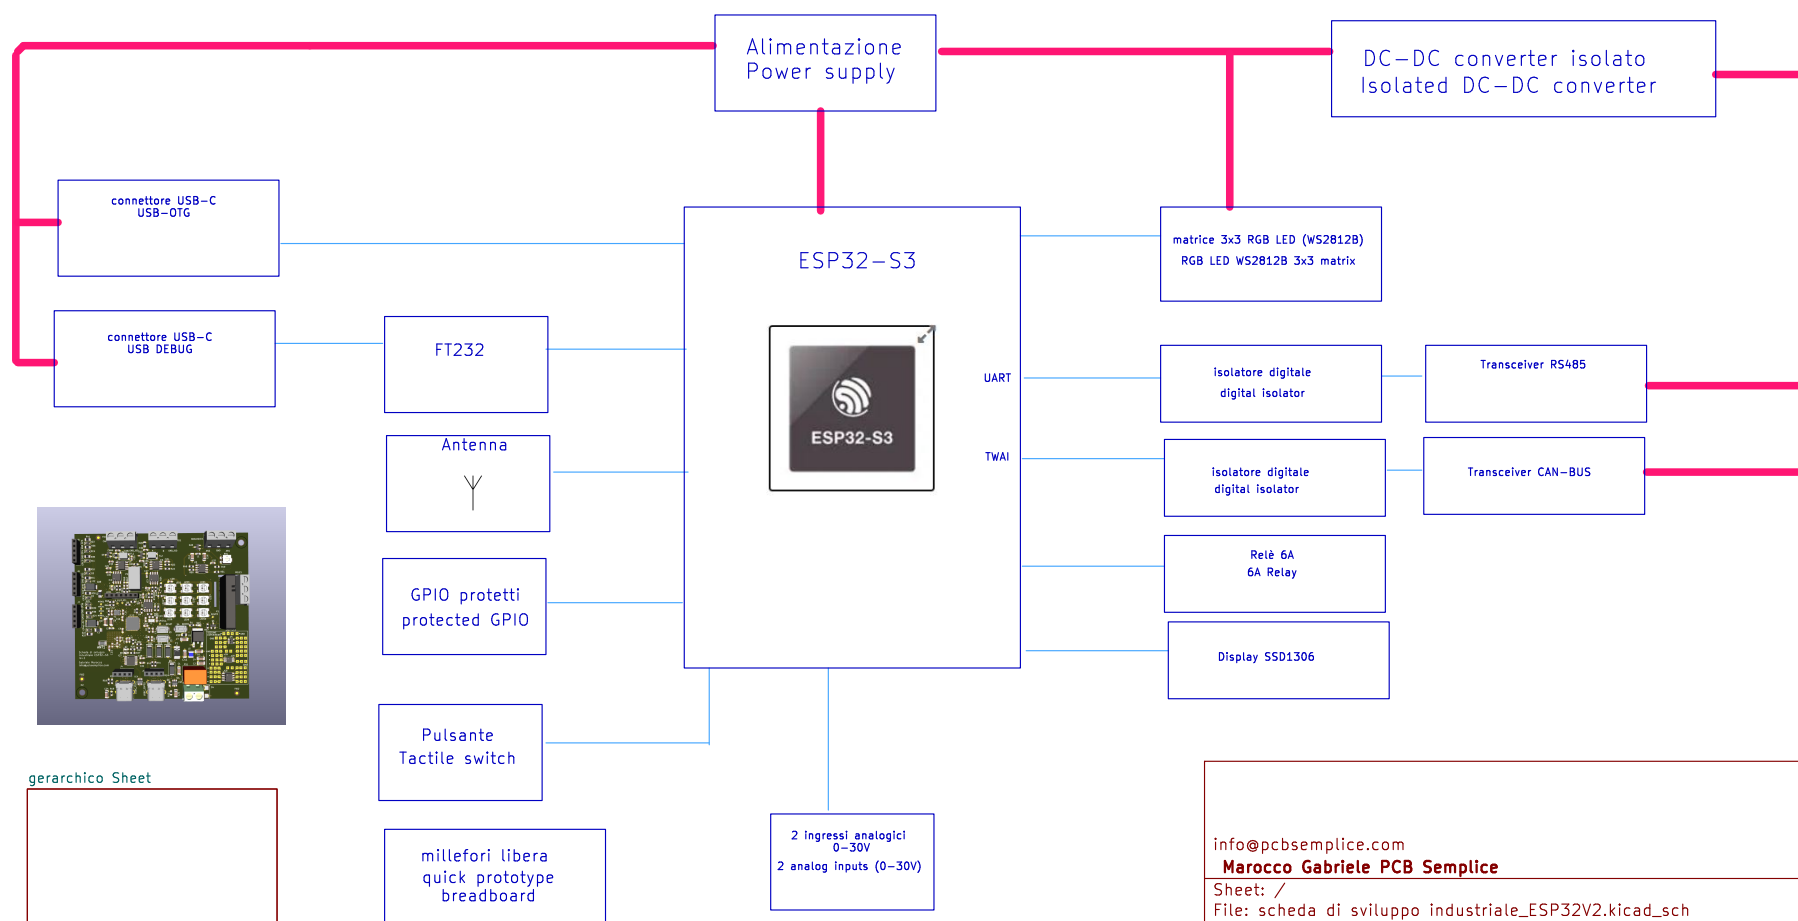 Alimentazione
Power supply
DC-DC converter isolato
Isolated DC-DC converter
connettore USB-C
USB-OTG
ESP32-S3
matrice 3x3 RGB LED (WS2812B)
RGB LED WS2812B 3x3 matrix
connettore USB-C
USB DEBUG
FT232
ESP32-S3
UART
isolatore digitale
digital isolator
Transceiver RS485
Antenna
TWAI
isolatore digitale
digital isolator
Transceiver CAN-BUS
GPIO protetti
protected GPIO
Relè 6A
6A Relay
Display SSD1306
Pulsante
Tactile switch
gerarchico Sheet
millefori libera
quick prototype
breadboard
2 ingressi analogici
0-30V
2 analog inputs (0-30V)
info@pcbsemplice.com
Marocco Gabriele PCB Semplice
Sheet: /
File: scheda di sviluppo industriale_ESP32V2.kicad_sch